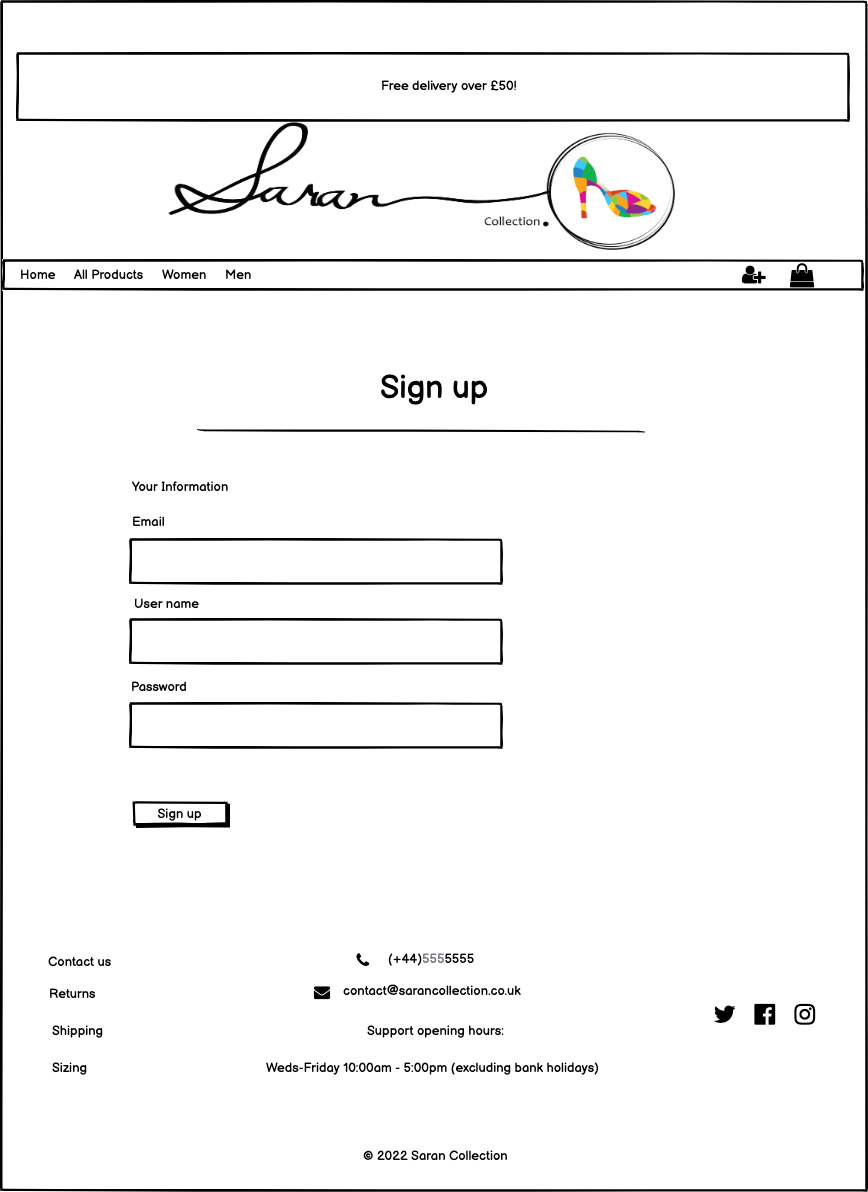 Free delivery over £50!
Saran
Collection.
Home All Products Women Men
Sign up
Your Information
Email
User name
Password
Sign up
Contact us
Returns
Shipping
Sizing
(+44)5555555
contact@sarancollection.co.uk
Support opening hours:
Weds-Friday 10:00am - 5:00pm (excluding bank holidays)
© 2022 Saran Collection